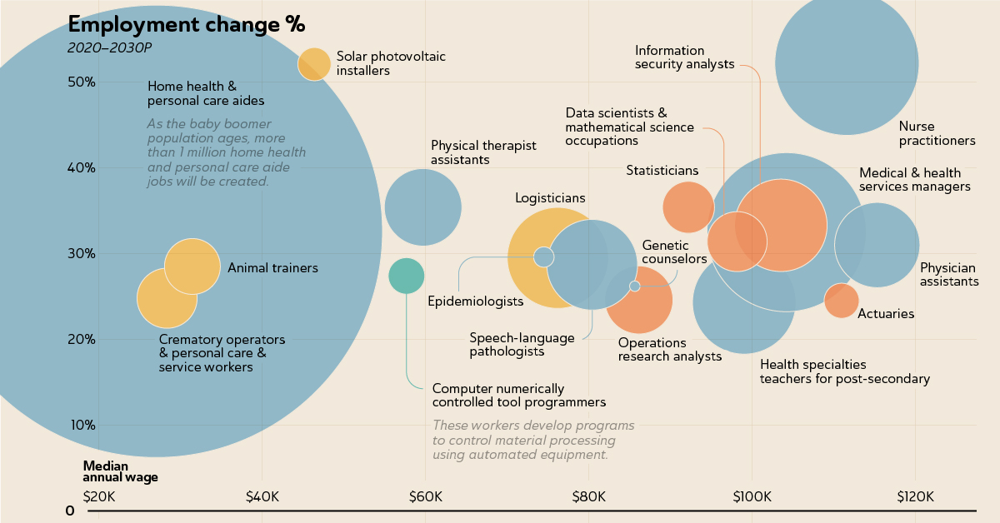 Employment change %
2020–2030P
Solar photovoltaic
installers
Information
security analysts
50%
Home health &
personal care aides
As the baby boomer
population ages, more
than 1 million home health
and personal care aide
jobs will be created.
Data scientists &
mathematical science
occupations
Nurse
practitioners
Physical therapist
assistants
40%
Statisticians
Medical & health
services managers
Logisticians
30%
Genetic
counselors
Animal trainers
Physician
assistants
Epidemiologists
Actuaries
20%
Crematory operators
& personal care &
service workers
Speech-language
pathologists
Operations
research analysts
Health specialties
teachers for post-secondary
Computer numerically
controlled tool programmers
These workers develop programs
to control material processing
using automated equipment.
10%
Median
annual wage
$20K
$40K
$60K
$80K
$100K
$120K
0